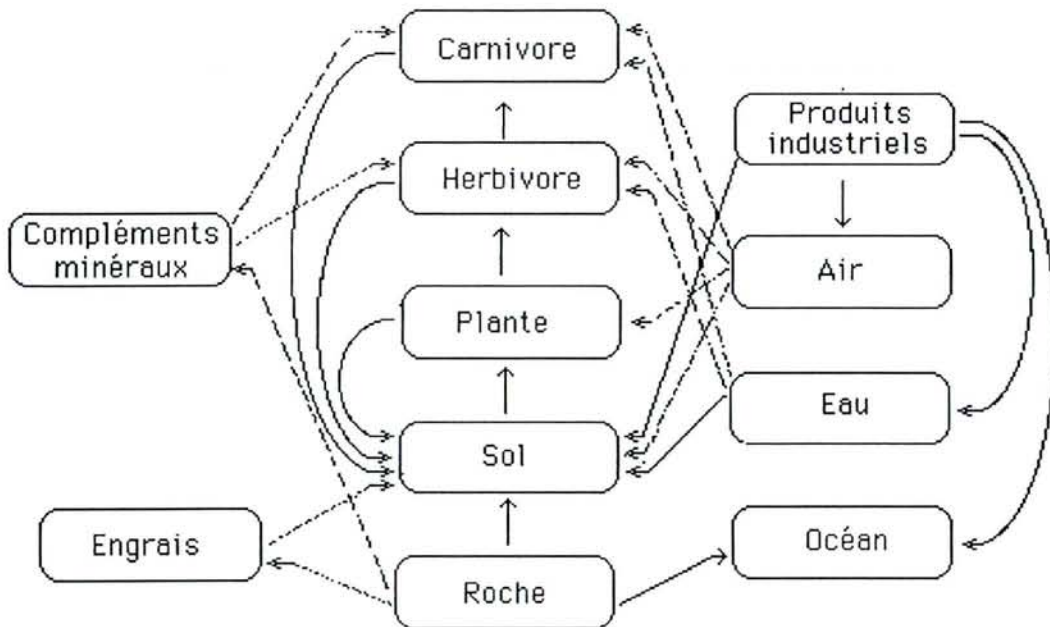 Carnivore
Produits
industriels
Herbivore
Compléments
minéraux
Air
Plante
Eau
Sol
Engrais
Océan
Roche